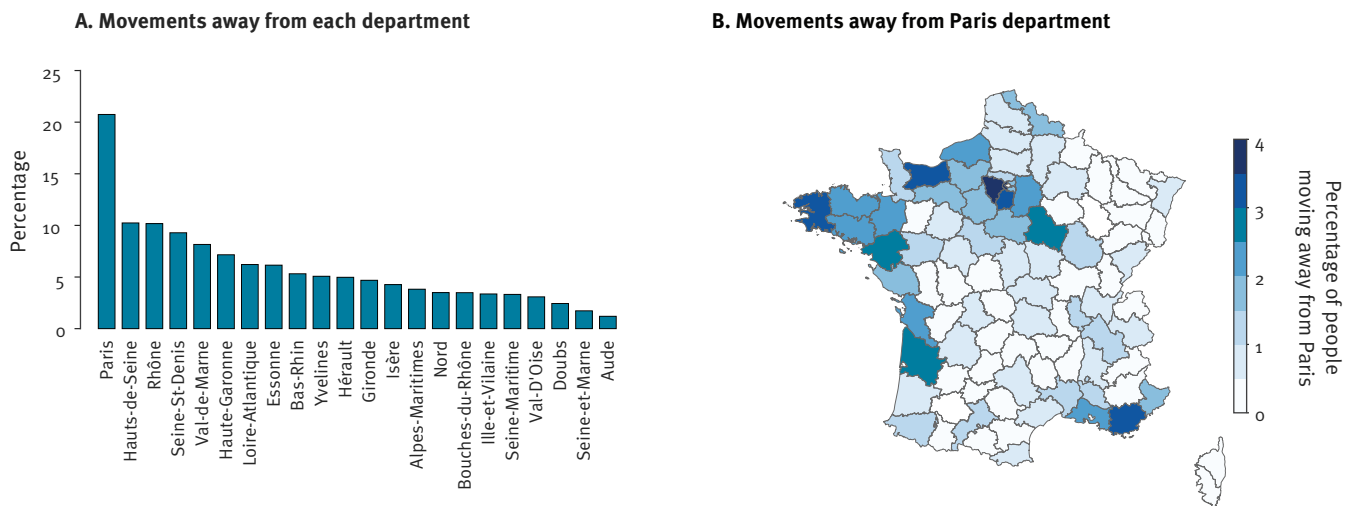 A. Movements away from each department
Percentage
25
20
15
10
5
0
Paris
Hauts-de-Seine
Rhône
Seine-St-Denis
Val-de-Marne
Haute-Garonne
Loire-Atlantique
Essonne
Bas-Rhin
Yvelines
Hérault
Gironde
Isère
Alpes-Maritimes
Nord
Bouches-du-Rhône
Ille-et-Vilaine
Seine-Maritime
Val-D'Oise
Doubs
Seine-et-Marne
Aude
B. Movements away from Paris department
4
3
2
1
0
Percentage of people
moving away from Paris